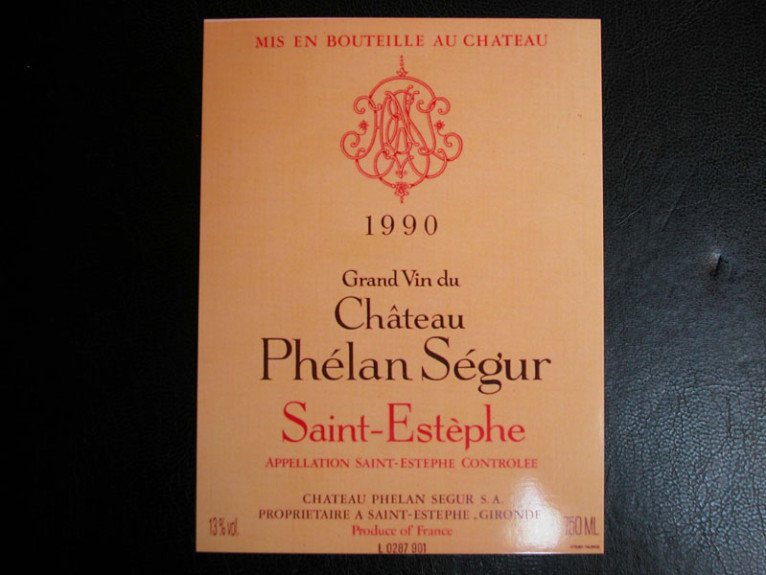 MIS EN BOUTEILLE AU CHATEAU
1990
Grand Vin du
Château
Phélan Ségur
Saint-Estèphe
APPELLATION SAINT-ESTEPHE CONTROLEE
CHATEAU PHELAN SEGUR S.A.
PROPRIETAIRE A SAINT-ESTEPHE - GIRONDE
13% vol. Produce of France 750 ML
L 0287 901